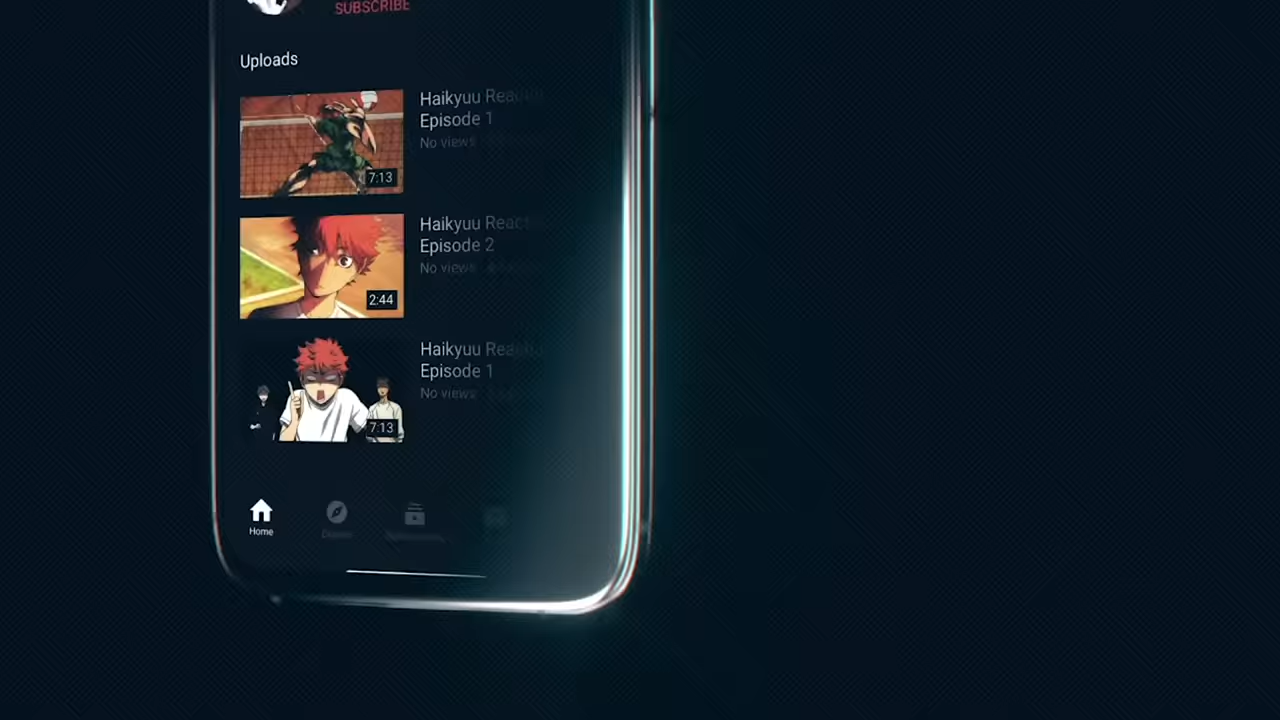 SUBSCRIBE
Uploads
Haikyuu
Episode 1
No views
7:13
Haikyuu
Episode 2
No views
2:44
Haikyuu
Episode 1
No views
7:13
Home